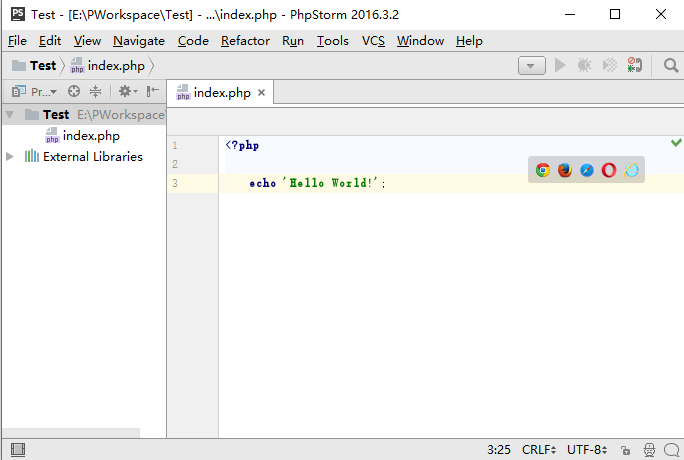 PS Test - [E:\PWorkspace\Test] - ...\index.php - PhpStorm 2016.3.2
File Edit View Navigate Code Refactor Run Tools VCS Window Help
Test index.php
Pr... index.php
Test E:\PWorkspace\
index.php
External Libraries
1 <?php
2
3 echo 'Hello World!';
3:25 CRLF UTF-8